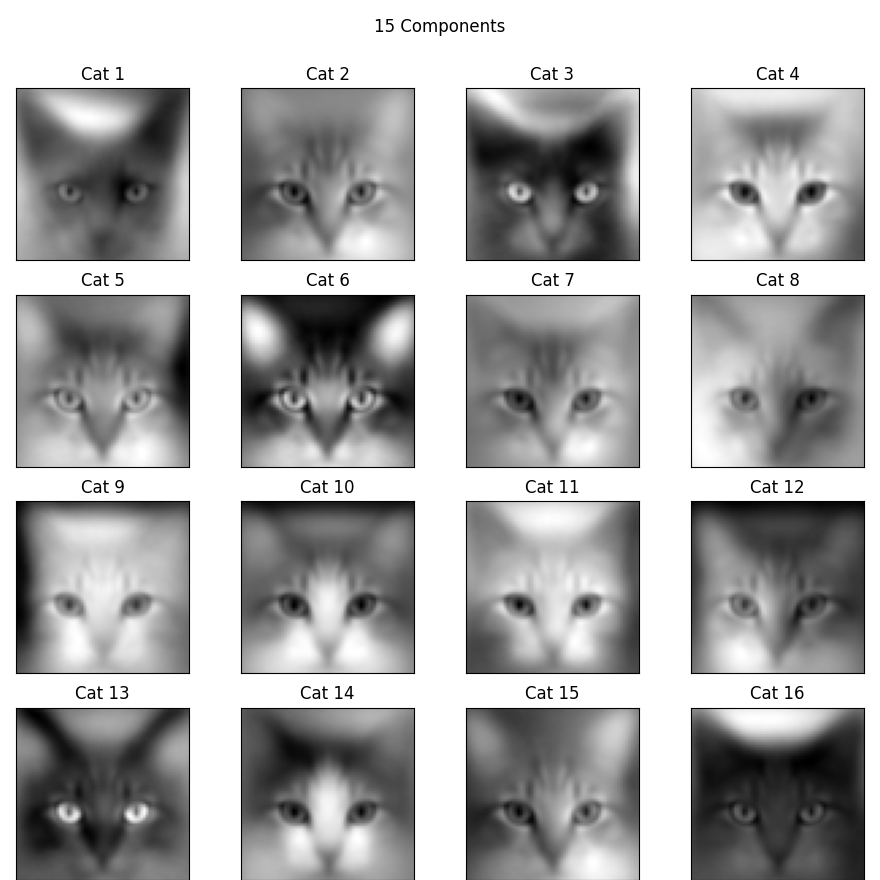 15 Components
Cat 1 Cat 2 Cat 3 Cat 4
Cat 5 Cat 6 Cat 7 Cat 8
Cat 9 Cat 10 Cat 11 Cat 12
Cat 13 Cat 14 Cat 15 Cat 16